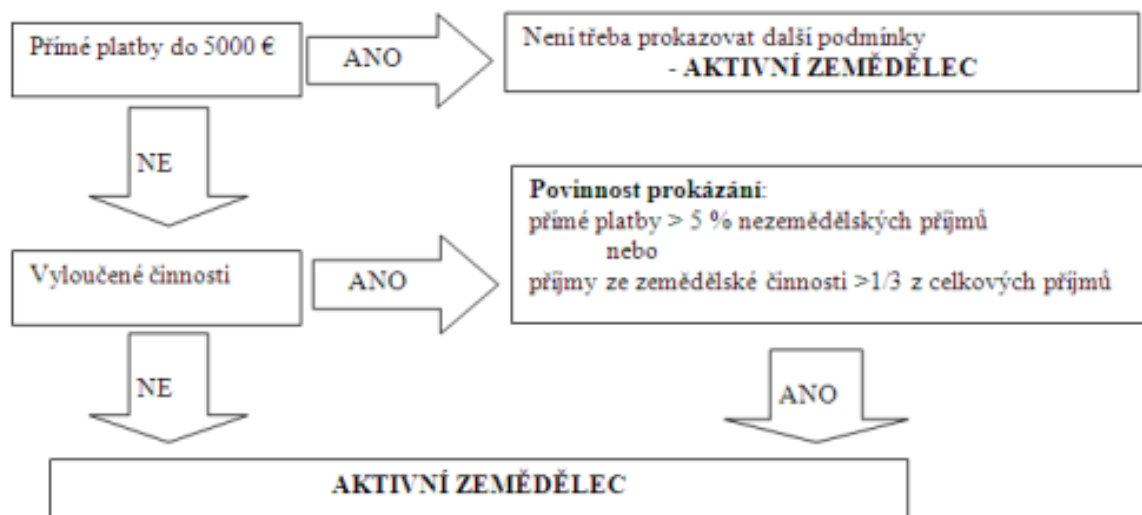 Přímé platby do 5000 €
ANO
Není třeba prokazovat další podmínky
- AKTIVNÍ ZEMĚDĚLEC
NE
Povinnost prokázání:
přímé platby > 5 % nezemědělských příjmů
nebo
příjmy ze zemědělské činnosti >1/3 z celkových příjmů
Vyloučené činnosti
ANO
NE
ANO
AKTIVNÍ ZEMĚDĚLEC